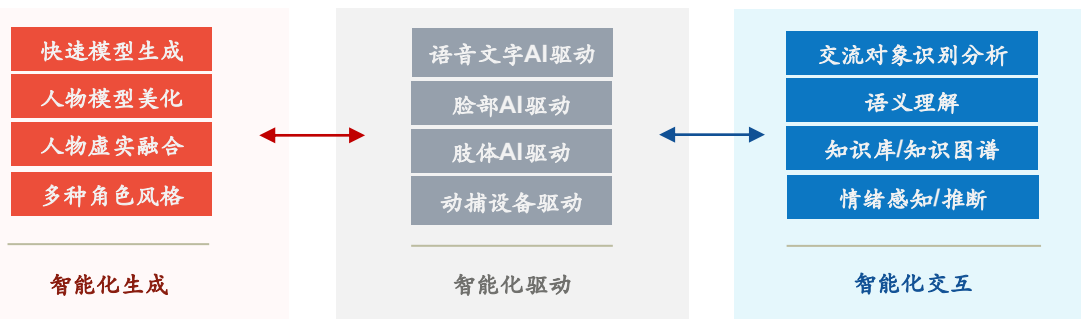 快速模型生成
人物模型美化
人物虚实融合
多种角色风格
智能化生成
语音文字AI驱动
脸部AI驱动
肢体AI驱动
动捕设备驱动
智能化驱动
交流对象识别分析
语义理解
知识库/知识图谱
情绪感知/推断
智能化交互